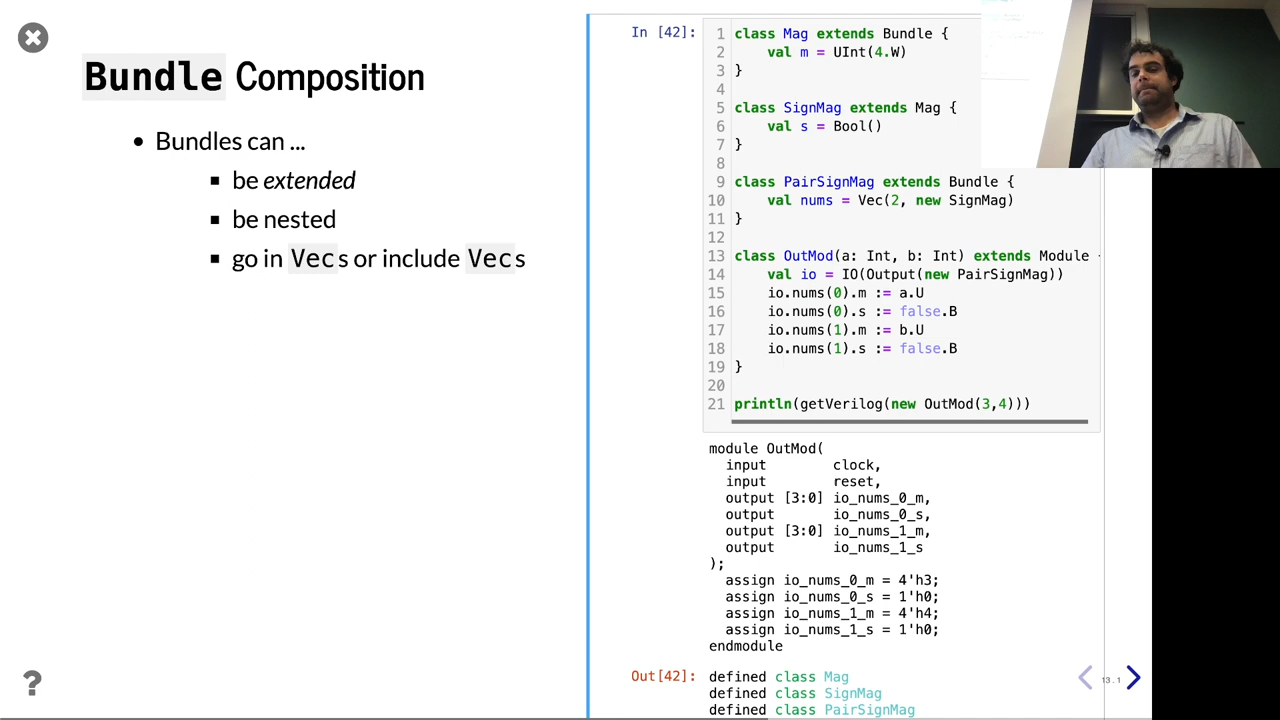 Bundle Composition
• Bundles can ...
▪ be extended
▪ be nested
▪ go in Vecs or include Vecs
In [42]:
1 class Mag extends Bundle {
2     val m = UInt(4.W)
3 }
4
5 class SignMag extends Mag {
6     val s = Bool()
7 }
8
9 class PairSignMag extends Bundle {
10     val nums = Vec(2, new SignMag)
11 }
12
13 class OutMod(a: Int, b: Int) extends Module
14     val io = IO(Output(new PairSignMag))
15     io.nums(0).m := a.U
16     io.nums(0).s := false.B
17     io.nums(1).m := b.U
18     io.nums(1).s := false.B
19 }
20
21 println(getVerilog(new OutMod(3,4)))
module OutMod(
  input        clock,
  input        reset,
  output [3:0] io_nums_0_m,
  output       io_nums_0_s,
  output [3:0] io_nums_1_m,
  output       io_nums_1_s
);
  assign io_nums_0_m = 4'h3;
  assign io_nums_0_s = 1'h0;
  assign io_nums_1_m = 4'h4;
  assign io_nums_1_s = 1'h0;
endmodule
Out[42]: defined class Mag
defined class SignMag
defined class PairSignMag
?
13.1